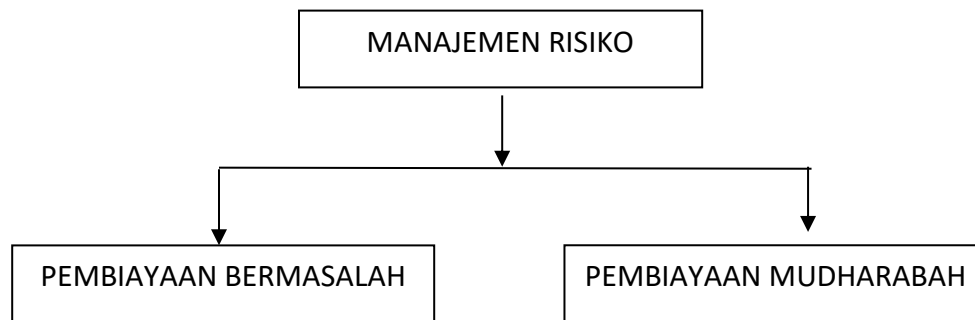 MANAJEMEN RISIKO
PEMBIAYAAN BERMASALAH
PEMBIAYAAN MUDHARABAH